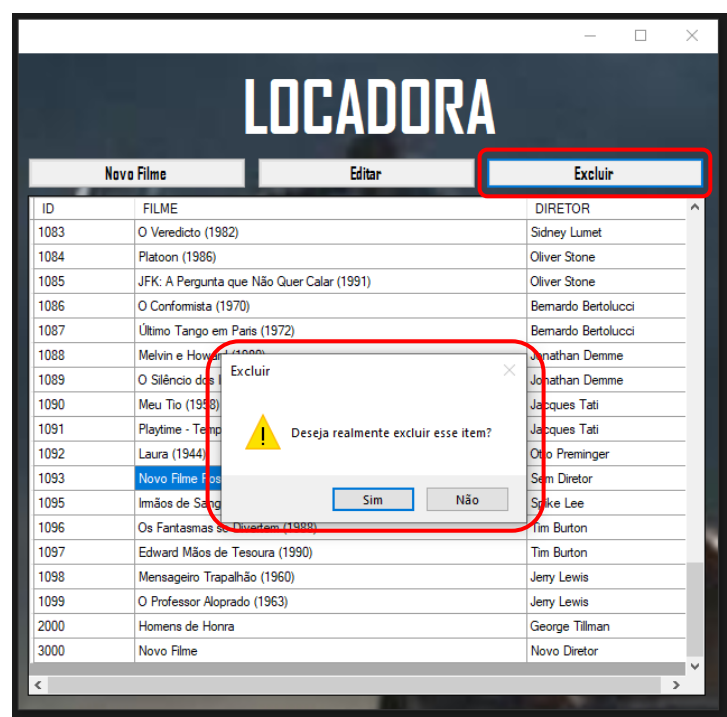 LOCADORA
Novo Filme Editar Excluir
ID FILME DIRETOR
1083 O Veredicto (1982) Sidney Lumet
1084 Platoon (1986) Oliver Stone
1085 JFK: A Pergunta que Não Quer Calar (1991) Oliver Stone
1086 O Conformista (1970) Bernardo Bertolucci
1087 Último Tango em Paris (1972) Bernardo Bertolucci
1088 Melvin e Howard (1980) Jonathan Demme
1089 O Silêncio dos Jonathan Demme
1090 Meu Tio (1958) Jacques Tati
1091 Playtime - Jacques Tati
1092 Laura (1944) Otto Preminger
1093 Novo Filme Sem Diretor
1095 Irmãos de Spike Lee
1096 Os Fantasmas se Divertem (1988) Tim Burton
1097 Edward Mãos de Tesoura (1990) Tim Burton
1098 Mensageiro Trapalhão (1960) Jerry Lewis
1099 O Professor Aloprado (1963) Jerry Lewis
2000 Homens de Honra George Tillman
3000 Novo Filme Novo Diretor
Excluir
Deseja realmente excluir esse item?
Sim Não